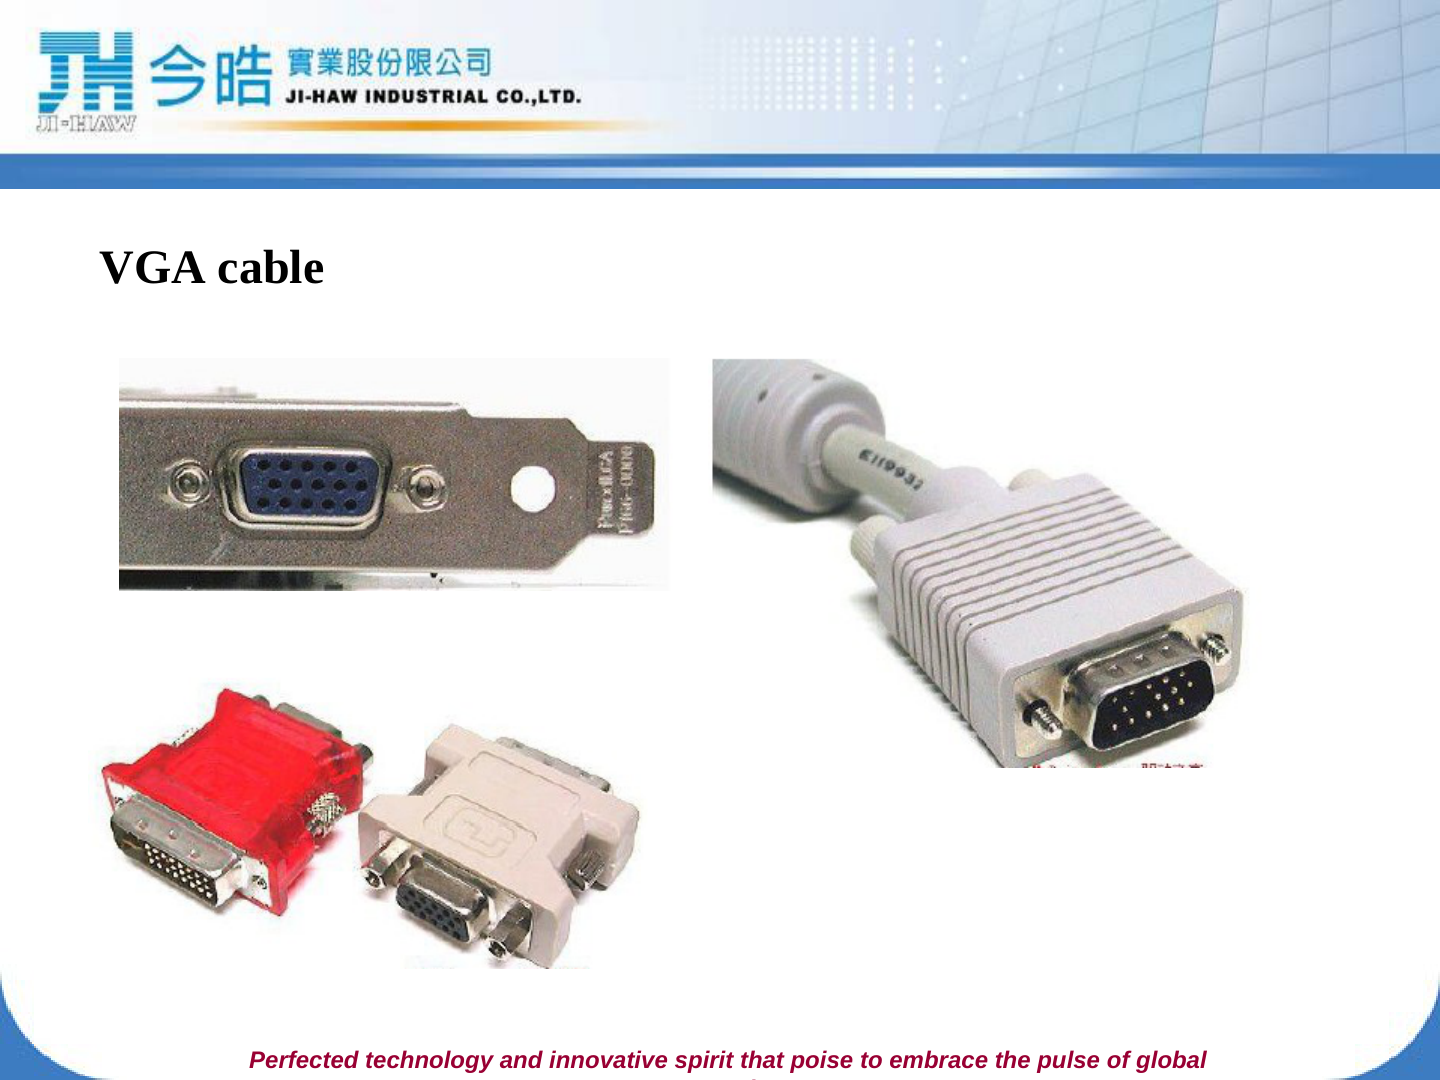 今皓 實業股份限公司
JI-HAW INDUSTRIAL CO.,LTD.
JI-HAW
VGA cable
E119932
Perfected technology and innovative spirit that poise to embrace the pulse of global